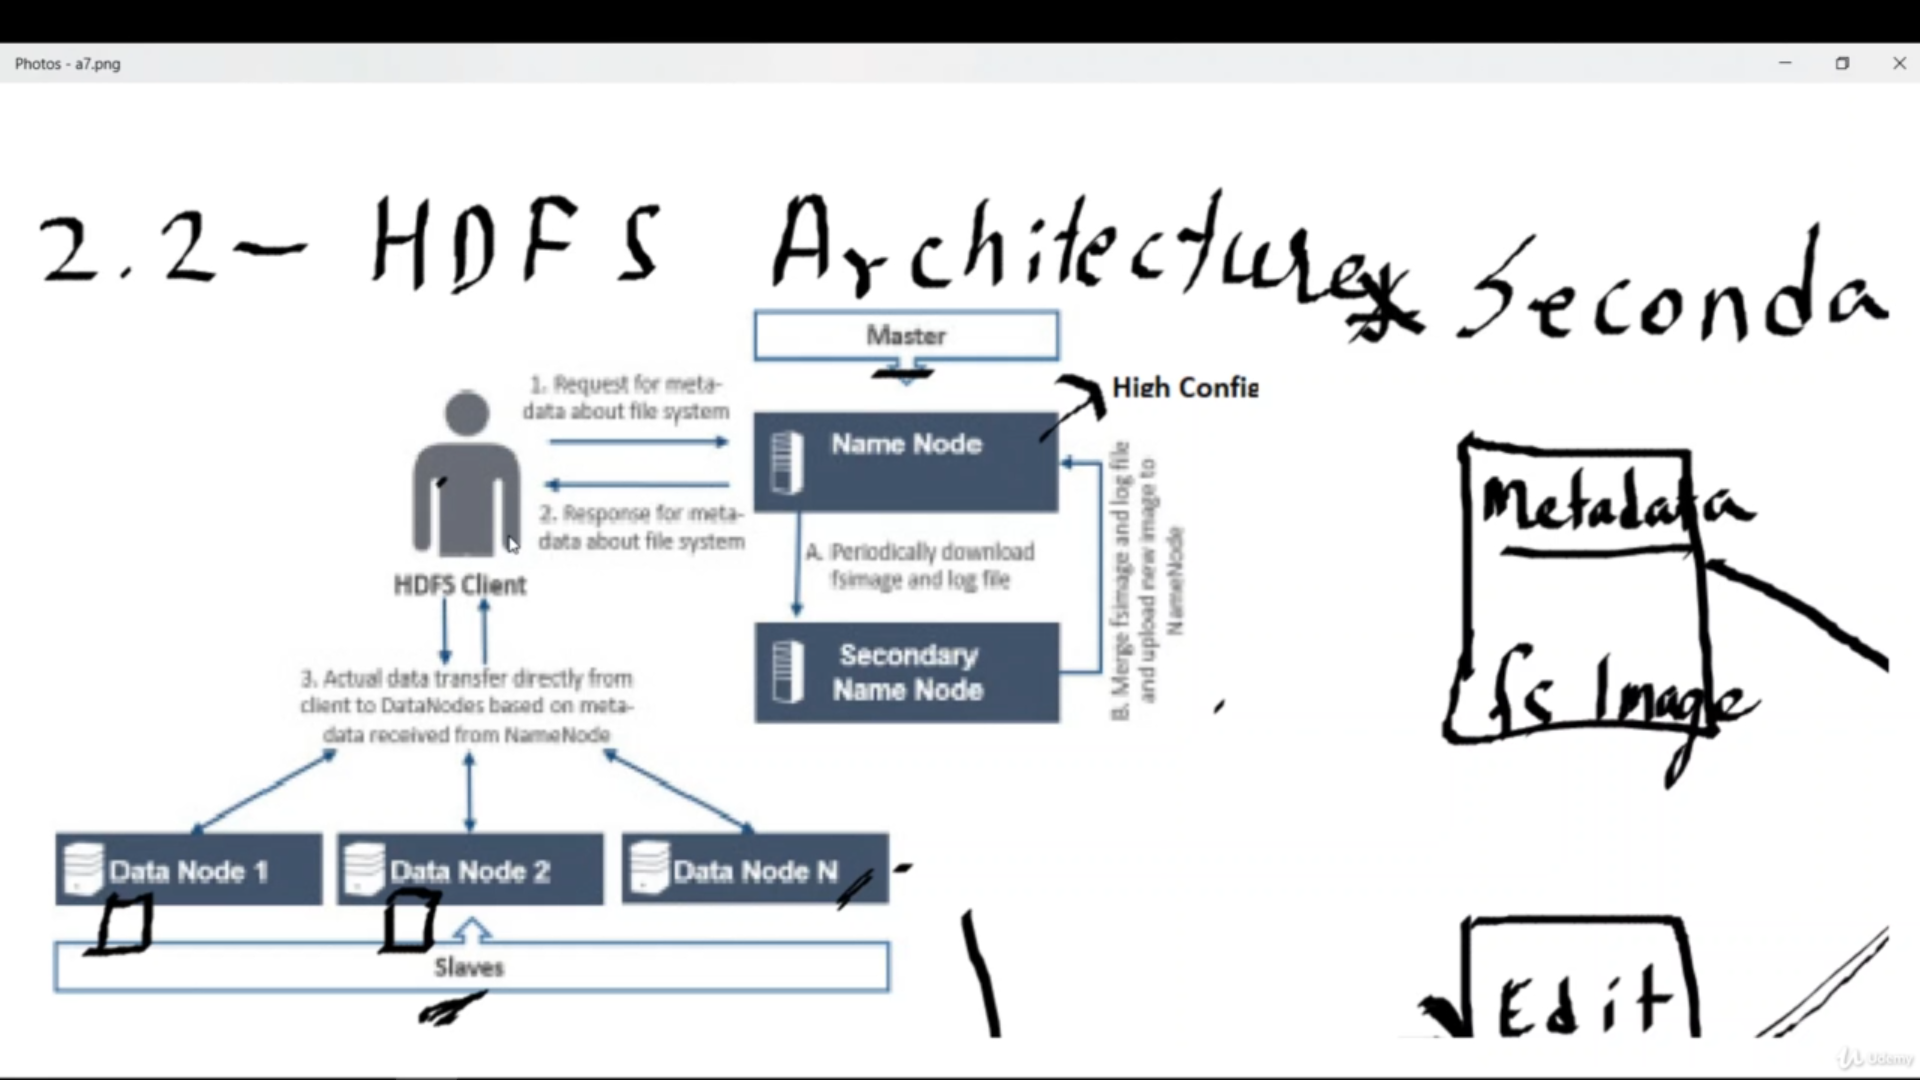 Photos - a7.png
2.2- HDFS Architecture
* Seconda
Master
1. Request for meta-
data about file system
High Config
Name Node
2. Response for meta-
data about file system
HDFS Client
A. Periodically download
fsimage and log file
B. Merge fsimage and log file
and upload new image to
NameNode
Secondary
Name Node
3. Actual data transfer directly from
client to DataNodes based on meta-
data received from NameNode
Data Node 1
Data Node 2
Data Node N
Slaves
Metadata
fs Image
Edit
Udemy